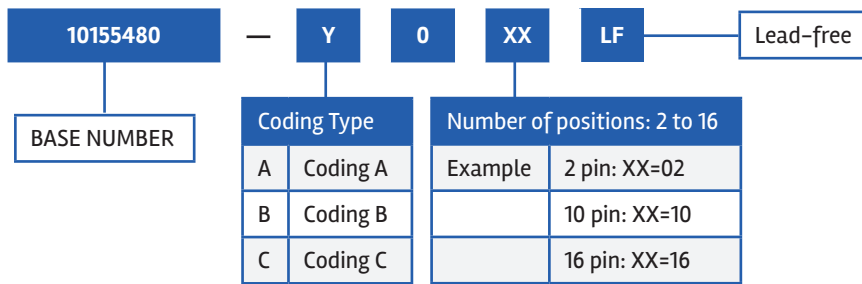 10155480 — Y 0 XX LF Lead-free
BASE NUMBER
Coding Type
A Coding A
B Coding B
C Coding C
Number of positions: 2 to 16
Example 2 pin: XX=02
10 pin: XX=10
16 pin: XX=16